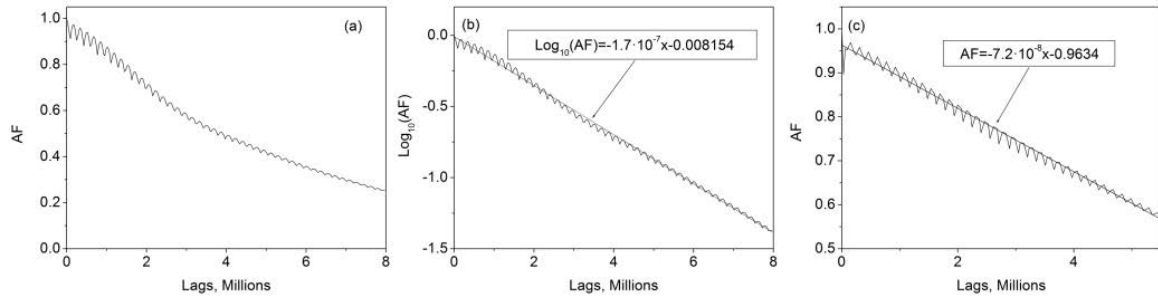 (a)
1.0
0.8
0.6
0.4
0.2
0.0
AF
0 2 4 6 8
Lags, Millions
(b)
0.0
-0.5
-1.0
-1.5
Log₁₀(AF)
Log₁₀(AF)=-1.7·10⁻⁷x-0.008154
0 2 4 6 8
Lags, Millions
(c)
1.0
0.9
0.8
0.7
0.6
0.5
AF
AF=-7.2·10⁻⁸x-0.9634
0 2 4
Lags, Millions